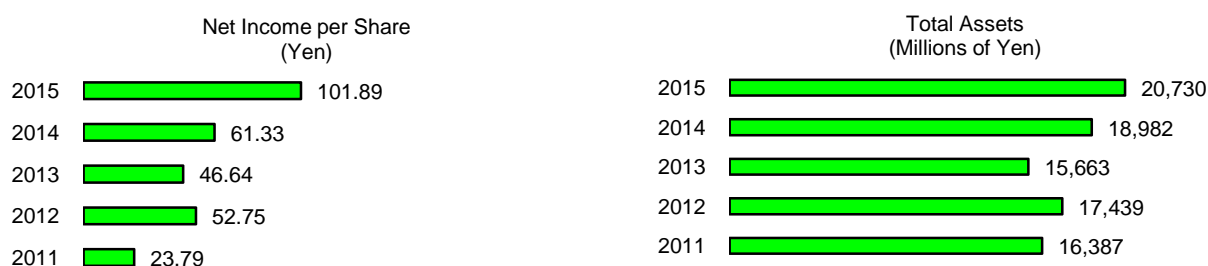 Net Income per Share
(Yen)
2015 101.89
2014 61.33
2013 46.64
2012 52.75
2011 23.79
Total Assets
(Millions of Yen)
2015 20,730
2014 18,982
2013 15,663
2012 17,439
2011 16,387